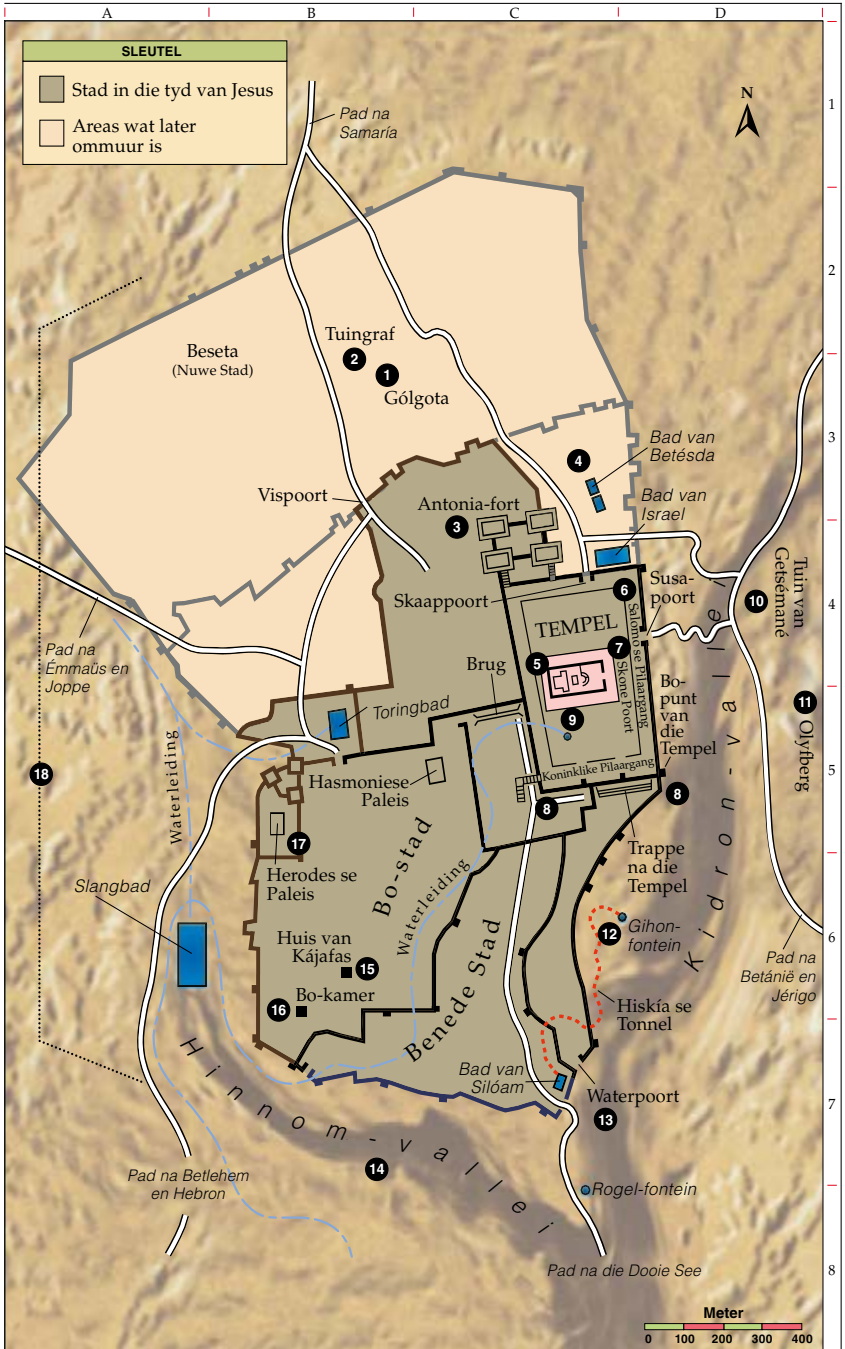 A
B
C
D
SLEUTEL
Stad in die tyd van Jesus
Areas wat later
ommuur is
N
1
Pad na
Samaría
2
Tuingraf
2
Beseta
(Nuwe Stad)
1
Gólgota
3
4
Bad van
Betésda
Vispoort
Antonia-fort
3
Bad van
Israel
Skaappoort
6
Susa-
poort
Tuin van
Getsémané
10
4
TEMPEL
Salomo se Pilaargang
7
Skone Poort
5
Pad na
Émmaüs en
Joppe
Brug
Bo-
punt
van
die
Tempel
11
Olyfberg
Toringbad
9
Waterleiding
18
Hasmoniese
Paleis
Koninklike Pilaargang
5
8
8
17
Herodes se
Paleis
Bo-stad
Waterleiding
Trappe
na die
Tempel
Kidron-vallei
Slangbad
Huis van
Kájafas
15
Benede Stad
12
Gihon-
fontein
6
Pad na
Betánië en
Jérigo
16
Bo-kamer
Hiskía se
Tonnel
Bad van
Silóam
Waterpoort
13
7
Hinnom-vallei
14
Pad na Betlehem
en Hebron
Rogel-fontein
8
Pad na die Dooie See
Meter
0 100 200 300 400